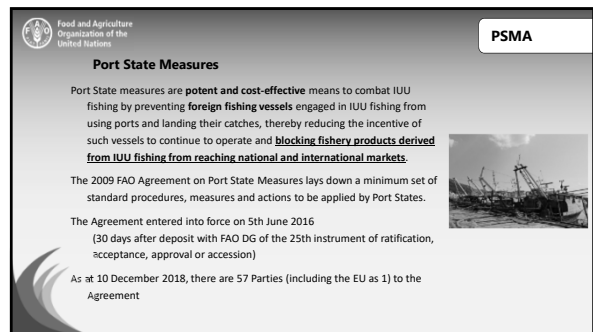 Food and Agriculture
Organization of the
United Nations
PSMA
Port State Measures
Port State measures are potent and cost-effective means to combat IUU
fishing by preventing foreign fishing vessels engaged in IUU fishing from
using ports and landing their catches, thereby reducing the incentive of
such vessels to continue to operate and blocking fishery products derived
from IUU fishing from reaching national and international markets.
The 2009 FAO Agreement on Port State Measures lays down a minimum set of
standard procedures, measures and actions to be applied by Port States.
The Agreement entered into force on 5th June 2016
(30 days after deposit with FAO DG of the 25th instrument of ratification,
acceptance, approval or accession)
As at 10 December 2018, there are 57 Parties (including the EU as 1) to the
Agreement